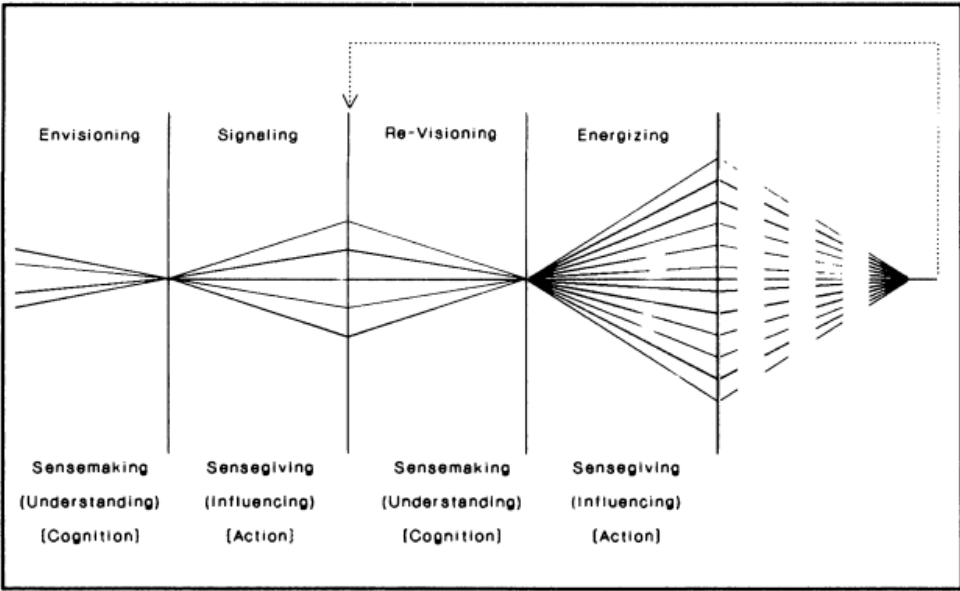 Envisioning
Signaling
Re-Visioning
Energizing
Sensemaking
(Understanding)
[Cognition]
Sensegiving
(Influencing)
[Action]
Sensemaking
(Understanding)
[Cognition]
Sensegiving
(Influencing)
[Action]